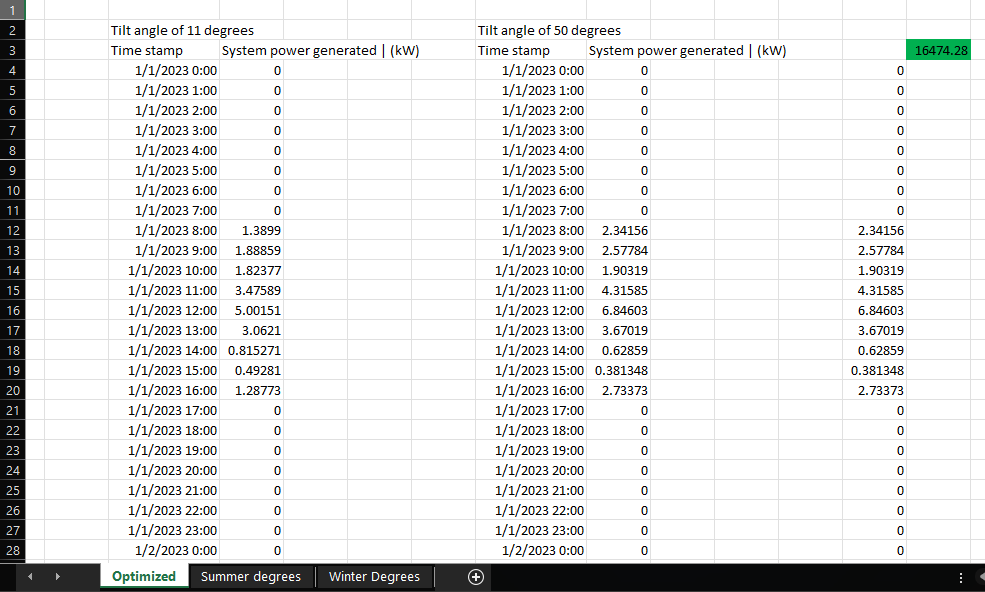 1
2 Tilt angle of 11 degrees Tilt angle of 50 degrees
3 Time stamp System power generated | (kW) Time stamp System power generated | (kW) 16474.28
4 1/1/2023 0:00 0 1/1/2023 0:00 0 0
5 1/1/2023 1:00 0 1/1/2023 1:00 0 0
6 1/1/2023 2:00 0 1/1/2023 2:00 0 0
7 1/1/2023 3:00 0 1/1/2023 3:00 0 0
8 1/1/2023 4:00 0 1/1/2023 4:00 0 0
9 1/1/2023 5:00 0 1/1/2023 5:00 0 0
10 1/1/2023 6:00 0 1/1/2023 6:00 0 0
11 1/1/2023 7:00 0 1/1/2023 7:00 0 0
12 1/1/2023 8:00 1.3899 1/1/2023 8:00 2.34156 2.34156
13 1/1/2023 9:00 1.88859 1/1/2023 9:00 2.57784 2.57784
14 1/1/2023 10:00 1.82377 1/1/2023 10:00 1.90319 1.90319
15 1/1/2023 11:00 3.47589 1/1/2023 11:00 4.31585 4.31585
16 1/1/2023 12:00 5.00151 1/1/2023 12:00 6.84603 6.84603
17 1/1/2023 13:00 3.0621 1/1/2023 13:00 3.67019 3.67019
18 1/1/2023 14:00 0.815271 1/1/2023 14:00 0.62859 0.62859
19 1/1/2023 15:00 0.49281 1/1/2023 15:00 0.381348 0.381348
20 1/1/2023 16:00 1.28773 1/1/2023 16:00 2.73373 2.73373
21 1/1/2023 17:00 0 1/1/2023 17:00 0 0
22 1/1/2023 18:00 0 1/1/2023 18:00 0 0
23 1/1/2023 19:00 0 1/1/2023 19:00 0 0
24 1/1/2023 20:00 0 1/1/2023 20:00 0 0
25 1/1/2023 21:00 0 1/1/2023 21:00 0 0
26 1/1/2023 22:00 0 1/1/2023 22:00 0 0
27 1/1/2023 23:00 0 1/1/2023 23:00 0 0
28 1/2/2023 0:00 0 1/2/2023 0:00 0 0
Optimized Summer degrees Winter Degrees